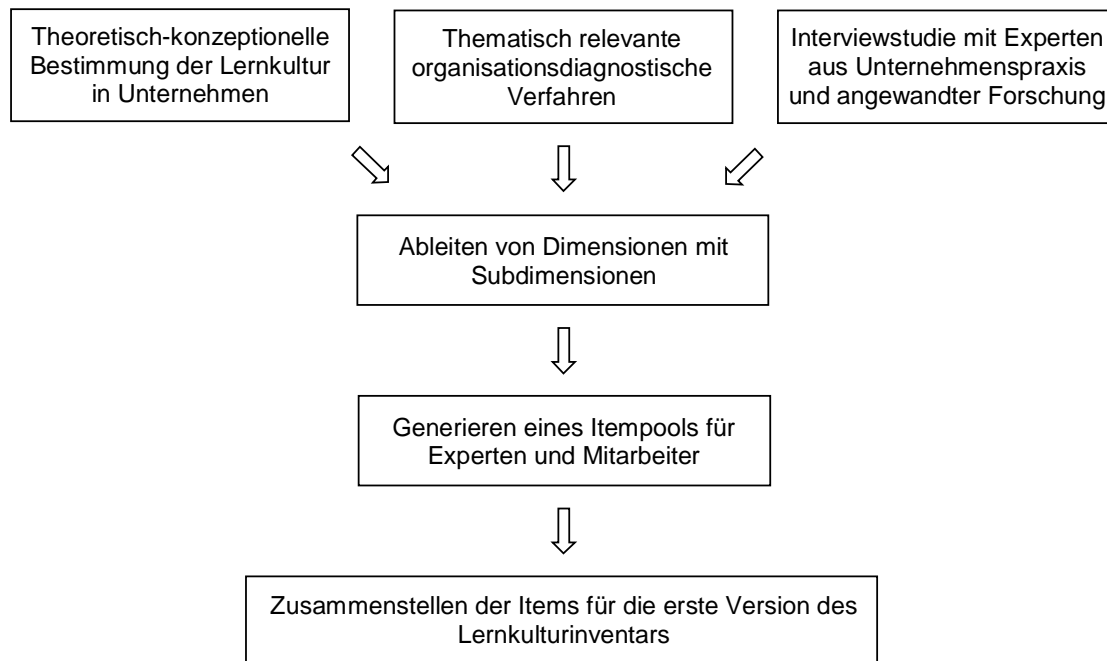 Theoretisch-konzeptionelle
Bestimmung der Lernkultur
in Unternehmen
Thematisch relevante
organisationsdiagnostische
Verfahren
Interviewstudie mit Experten
aus Unternehmenspraxis
und angewandter Forschung
Ableiten von Dimensionen mit
Subdimensionen
Generieren eines Itempools für
Experten und Mitarbeiter
Zusammenstellen der Items für die erste Version des
Lernkulturinventars